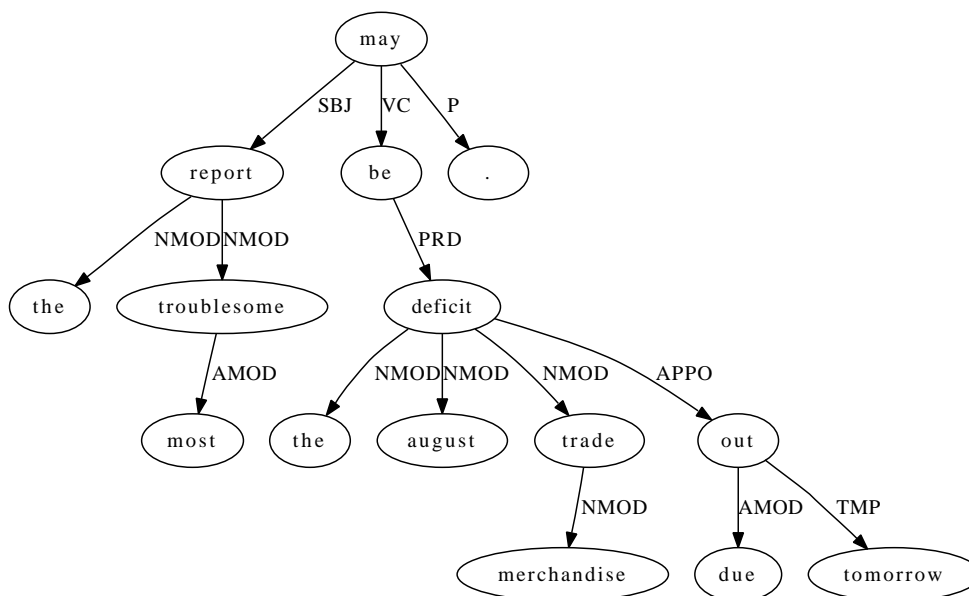 may
SBJ VC P
report be .
NMOD NMOD PRD
the troublesome deficit
AMOD NMOD NMOD NMOD APPO
most the august trade out
NMOD AMOD TMP
merchandise due tomorrow